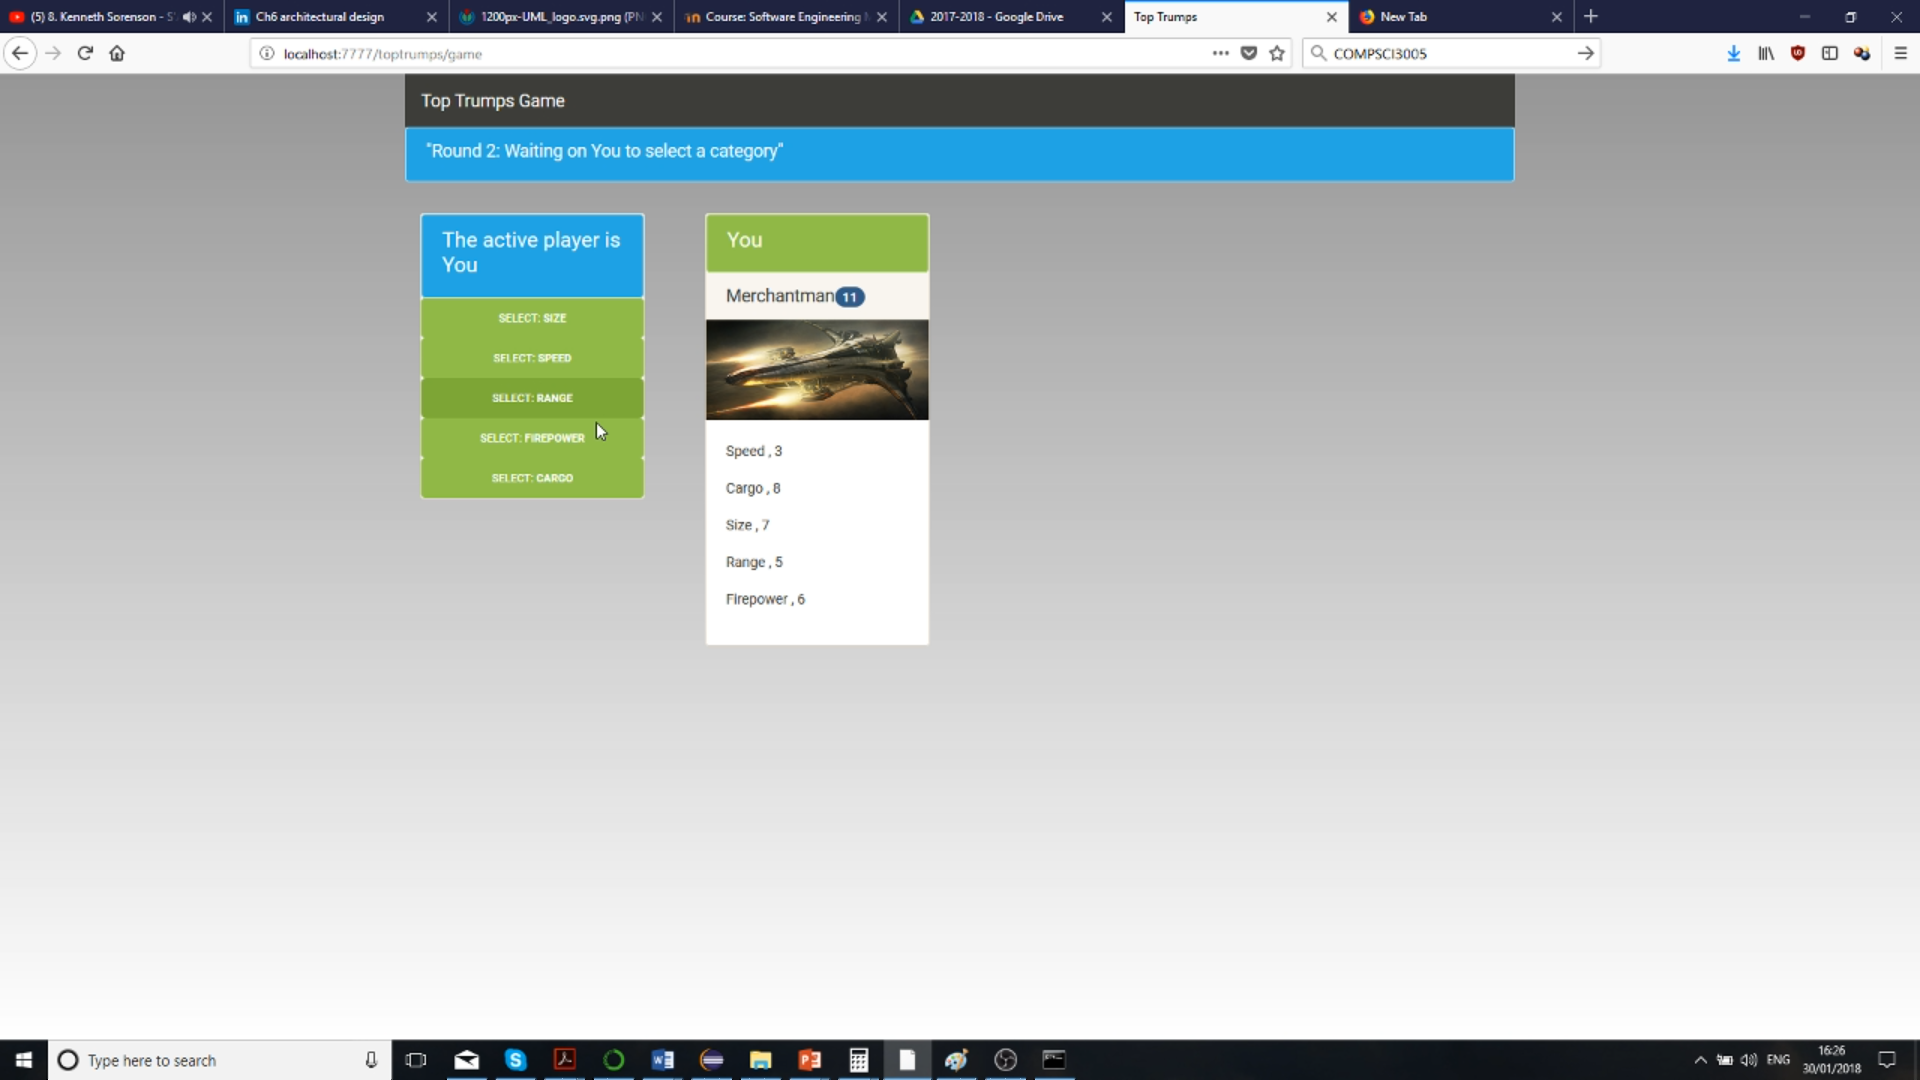 (5) 8. Kenneth Sorenson - S
Ch6 architectural design
1200px-UML_logo.svg.png (PN
Course: Software Engineering
2017-2018 - Google Drive
Top Trumps
New Tab
localhost:7777/toptrumps/game
COMPSCI3005
Top Trumps Game
"Round 2: Waiting on You to select a category"
The active player is
You
SELECT: SIZE
SELECT: SPEED
SELECT: RANGE
SELECT: FIREPOWER
SELECT: CARGO
You
Merchantman 11
Speed , 3
Cargo , 8
Size , 7
Range , 5
Firepower , 6
Type here to search
ENG
16:26
30/01/2018